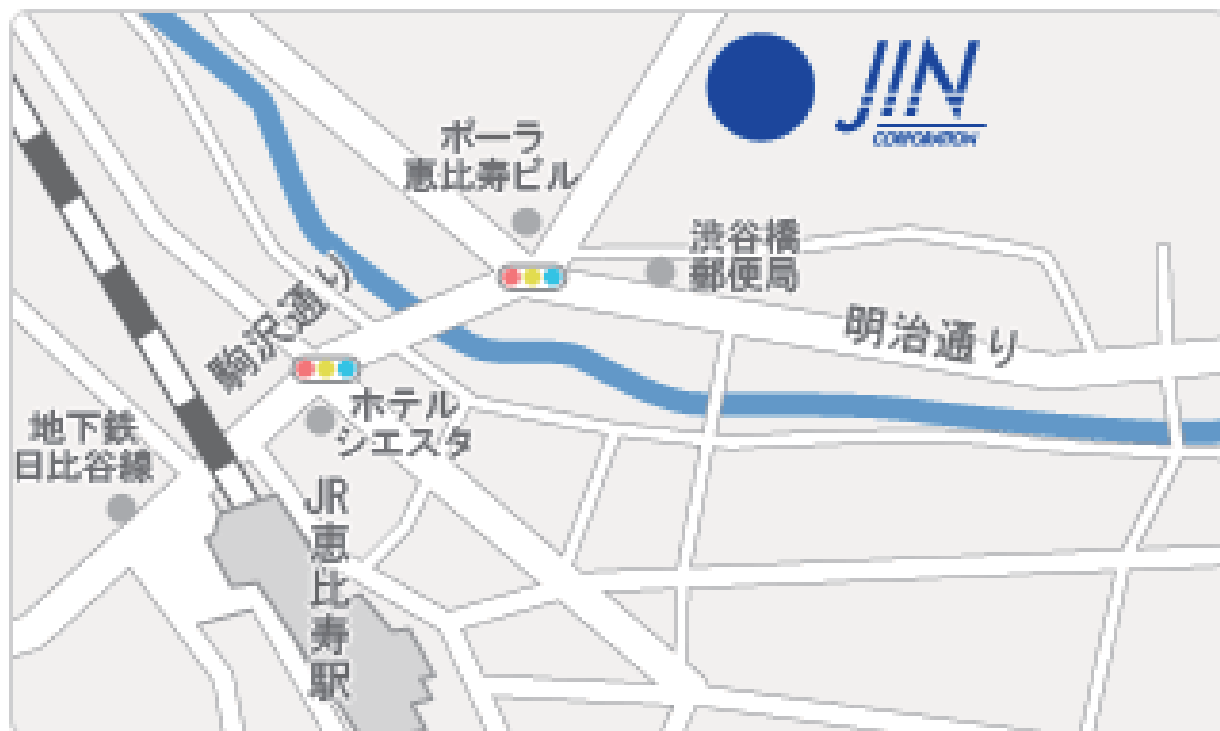 JIN
CORPORATION
ポーラ
恵比寿ビル
渋谷橋
郵便局
駒沢通り
明治通り
ホテル
シエスタ
地下鉄
日比谷線
JR恵比寿駅